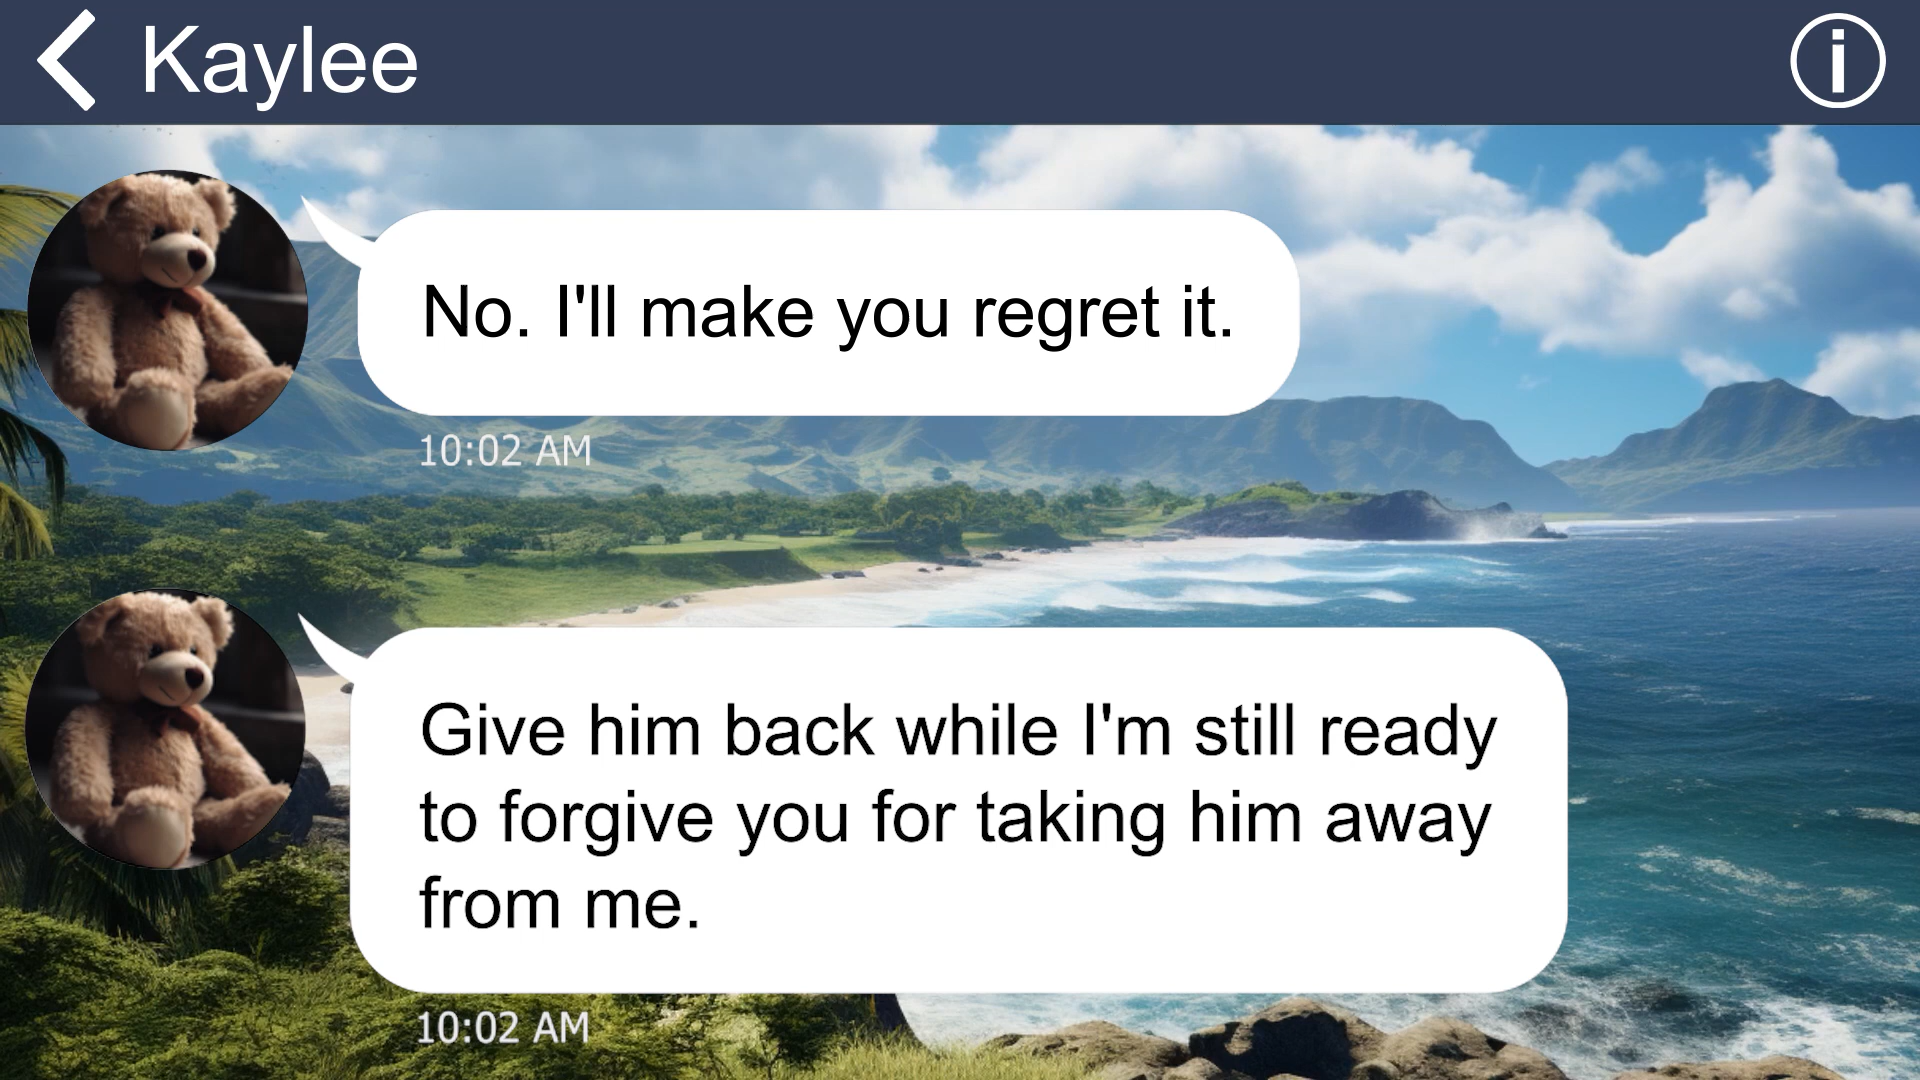 Kaylee
No. I'll make you regret it.
10:02 AM
Give him back while I'm still ready
to forgive you for taking him away
from me.
10:02 AM